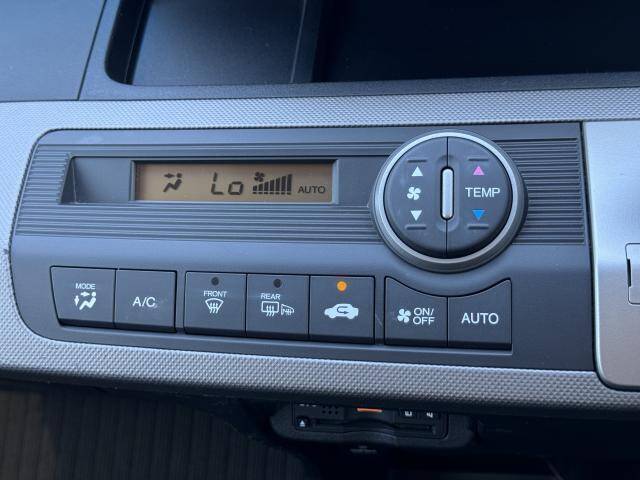 Lo AUTO
TEMP
MODE A/C FRONT REAR ON/OFF AUTO